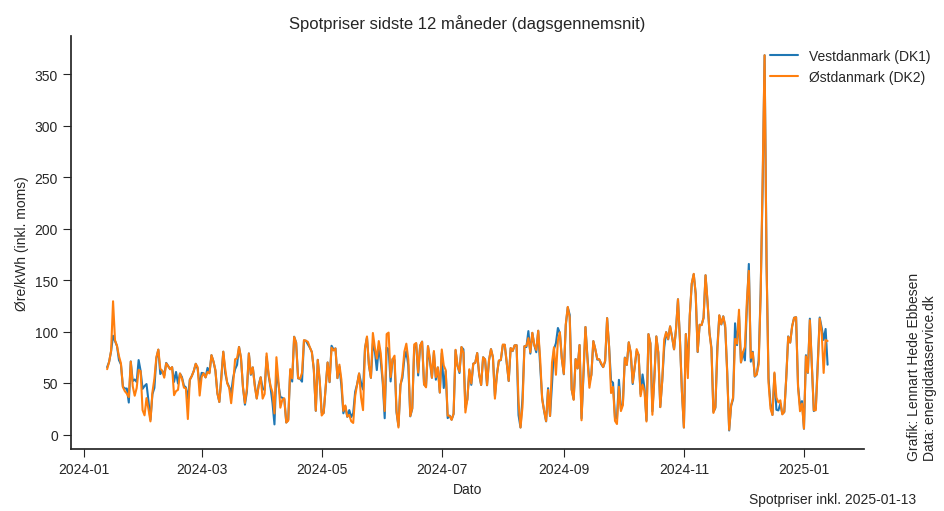 Spotpriser sidste 12 måneder (dagsgennemsnit)
Vestdanmark (DK1)
Østdanmark (DK2)
Øre/kWh (inkl. moms)
350
300
250
200
150
100
50
0
2024-01
2024-03
2024-05
2024-07
2024-09
2024-11
2025-01
Dato
Grafik: Lennart Hede Ebbesen
Data: energidataservice.dk
Spotpriser inkl. 2025-01-13